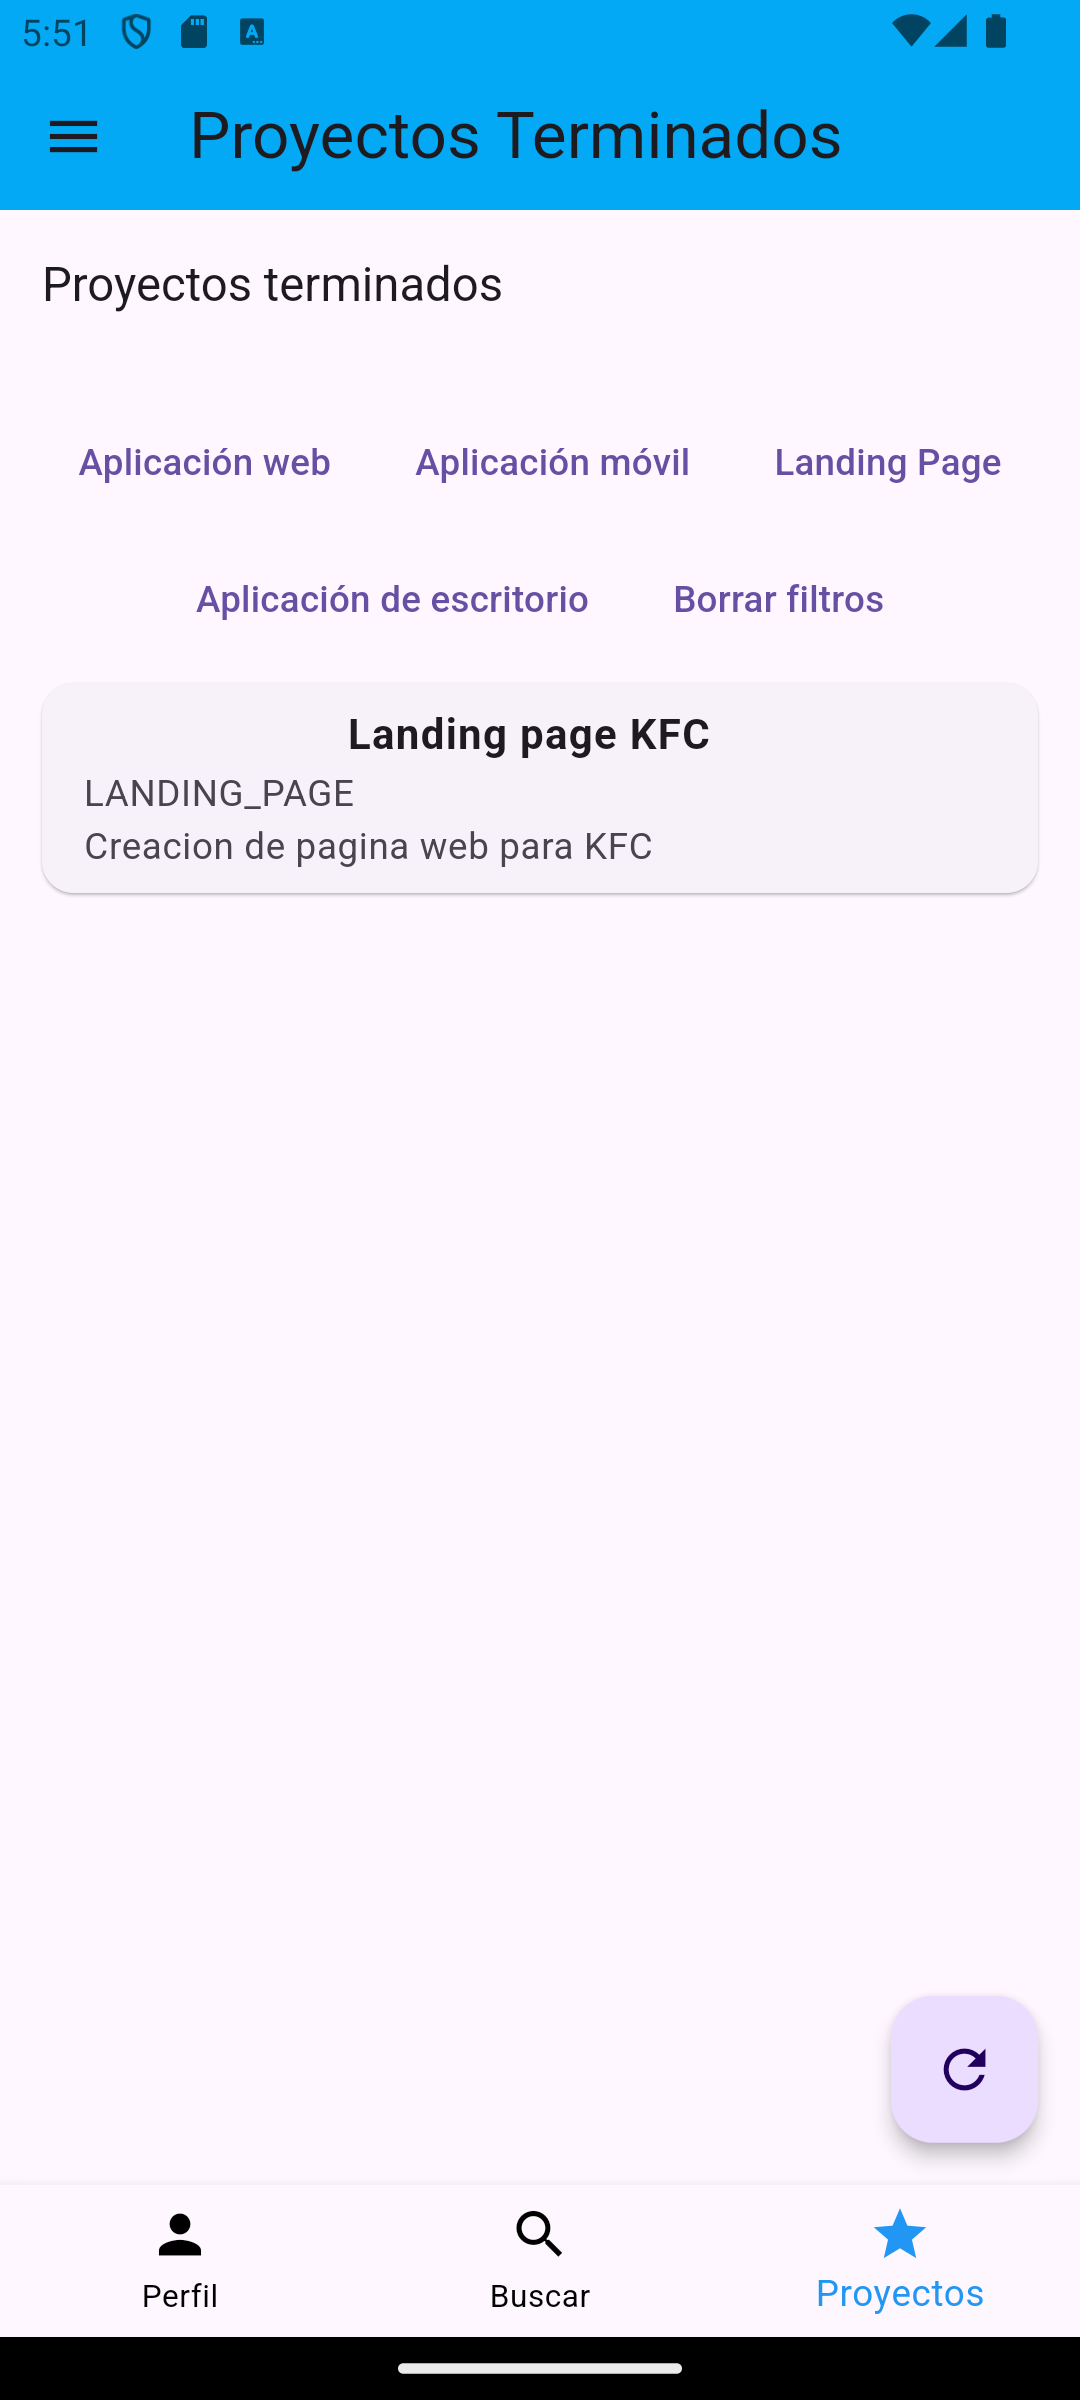 5:51
Proyectos Terminados
Proyectos terminados
Aplicación web Aplicación móvil Landing Page
Aplicación de escritorio Borrar filtros
Landing page KFC
LANDING_PAGE
Creacion de pagina web para KFC
Perfil Buscar Proyectos